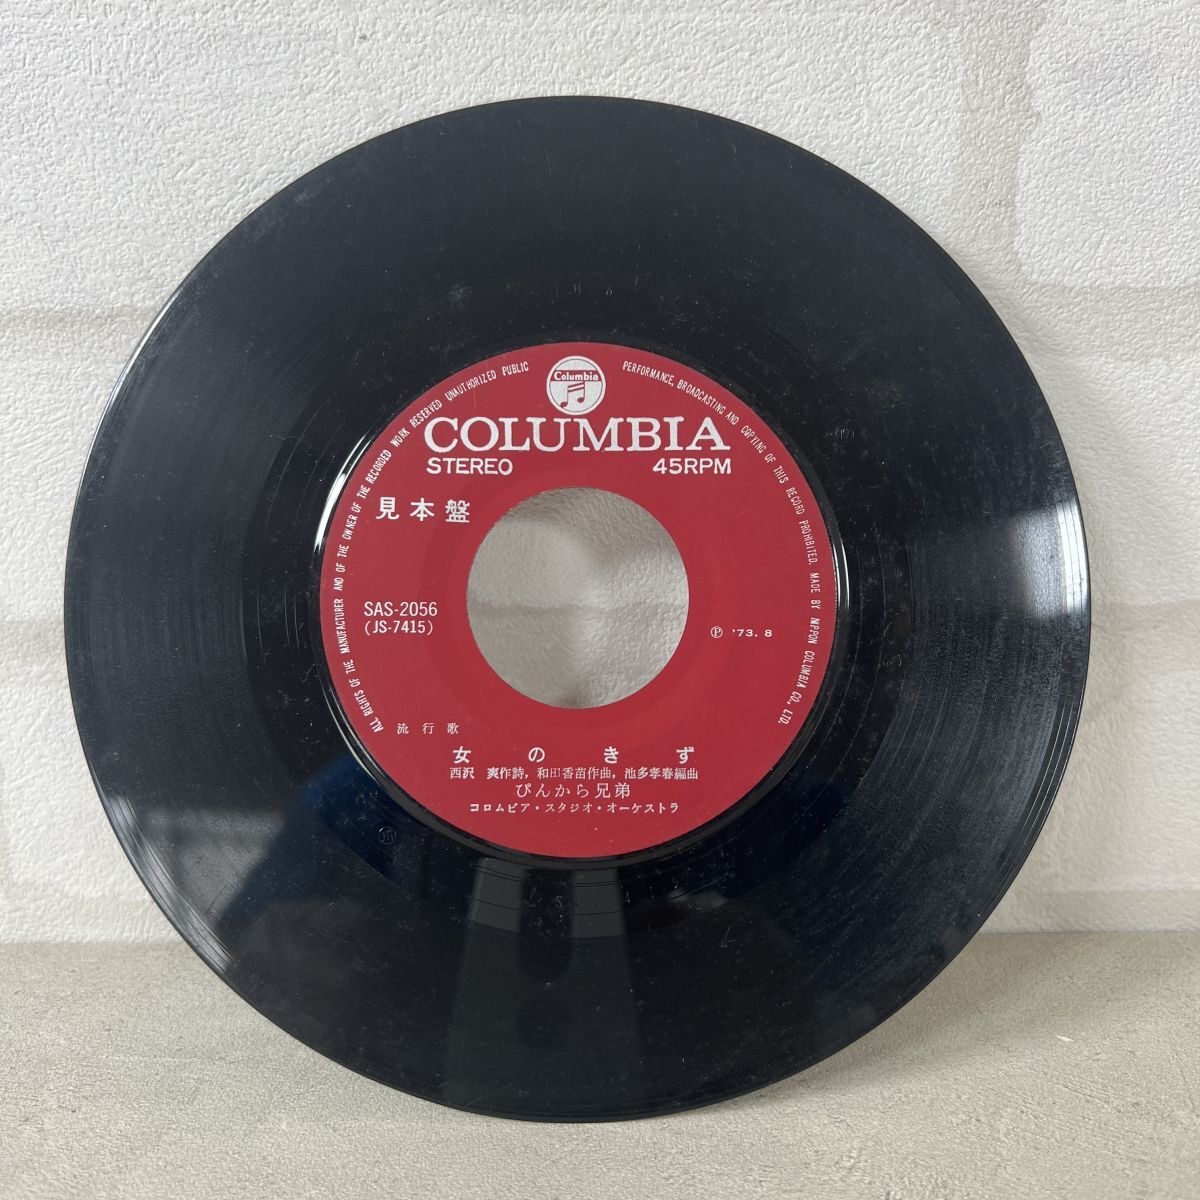 Columbia
COLUMBIA
STEREO 45RPM
見本盤
SAS-2056
(JS-7415)
Ⓟ '73. 8
流行歌
女のきず
西沢 爽作詩, 和田香苗作曲, 池多孝春編曲
ぴんから兄弟
コロムビア・スタジオ・オーケストラ
ALL RIGHTS OF THE MANUFACTURER AND OF THE OWNER OF THE RECORDED WORK RESERVED UNAUTHORIZED PUBLIC PERFORMANCE, BROADCASTING AND COPYING OF THIS RECORD PROHIBITED. MADE BY NIPPON COLUMBIA CO., LTD.